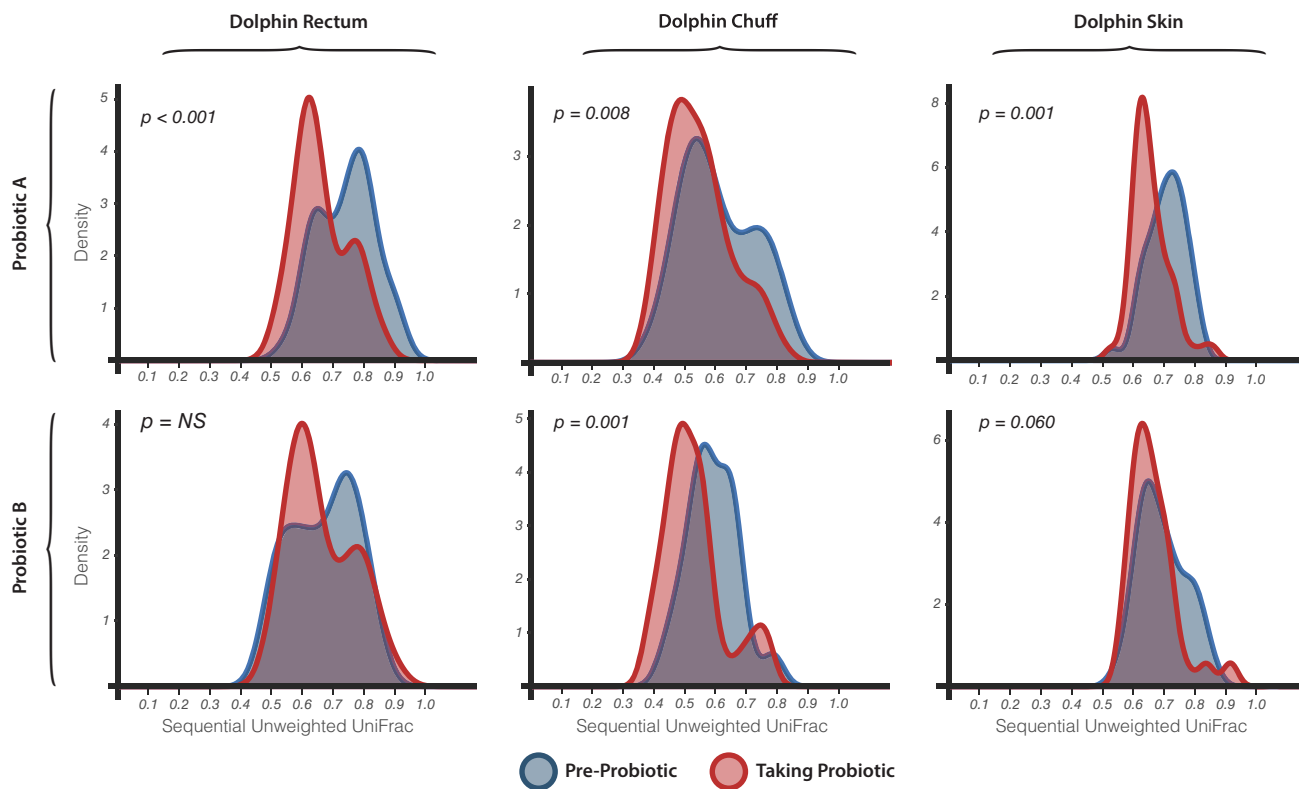 Dolphin Rectum
Dolphin Chuff
Dolphin Skin
Probiotic A
Density
p < 0.001
5
4
3
2
1
0.1 0.2 0.3 0.4 0.5 0.6 0.7 0.8 0.9 1.0
p = 0.008
3
2
1
0.1 0.2 0.3 0.4 0.5 0.6 0.7 0.8 0.9 1.0
p = 0.001
8
6
4
2
0.1 0.2 0.3 0.4 0.5 0.6 0.7 0.8 0.9 1.0
Probiotic B
Density
p = NS
4
3
2
1
0.1 0.2 0.3 0.4 0.5 0.6 0.7 0.8 0.9 1.0
Sequential Unweighted UniFrac
p = 0.001
5
4
3
2
1
0.1 0.2 0.3 0.4 0.5 0.6 0.7 0.8 0.9 1.0
Sequential Unweighted UniFrac
p = 0.060
6
4
2
0.1 0.2 0.3 0.4 0.5 0.6 0.7 0.8 0.9 1.0
Sequential Unweighted UniFrac
Pre-Probiotic
Taking Probiotic